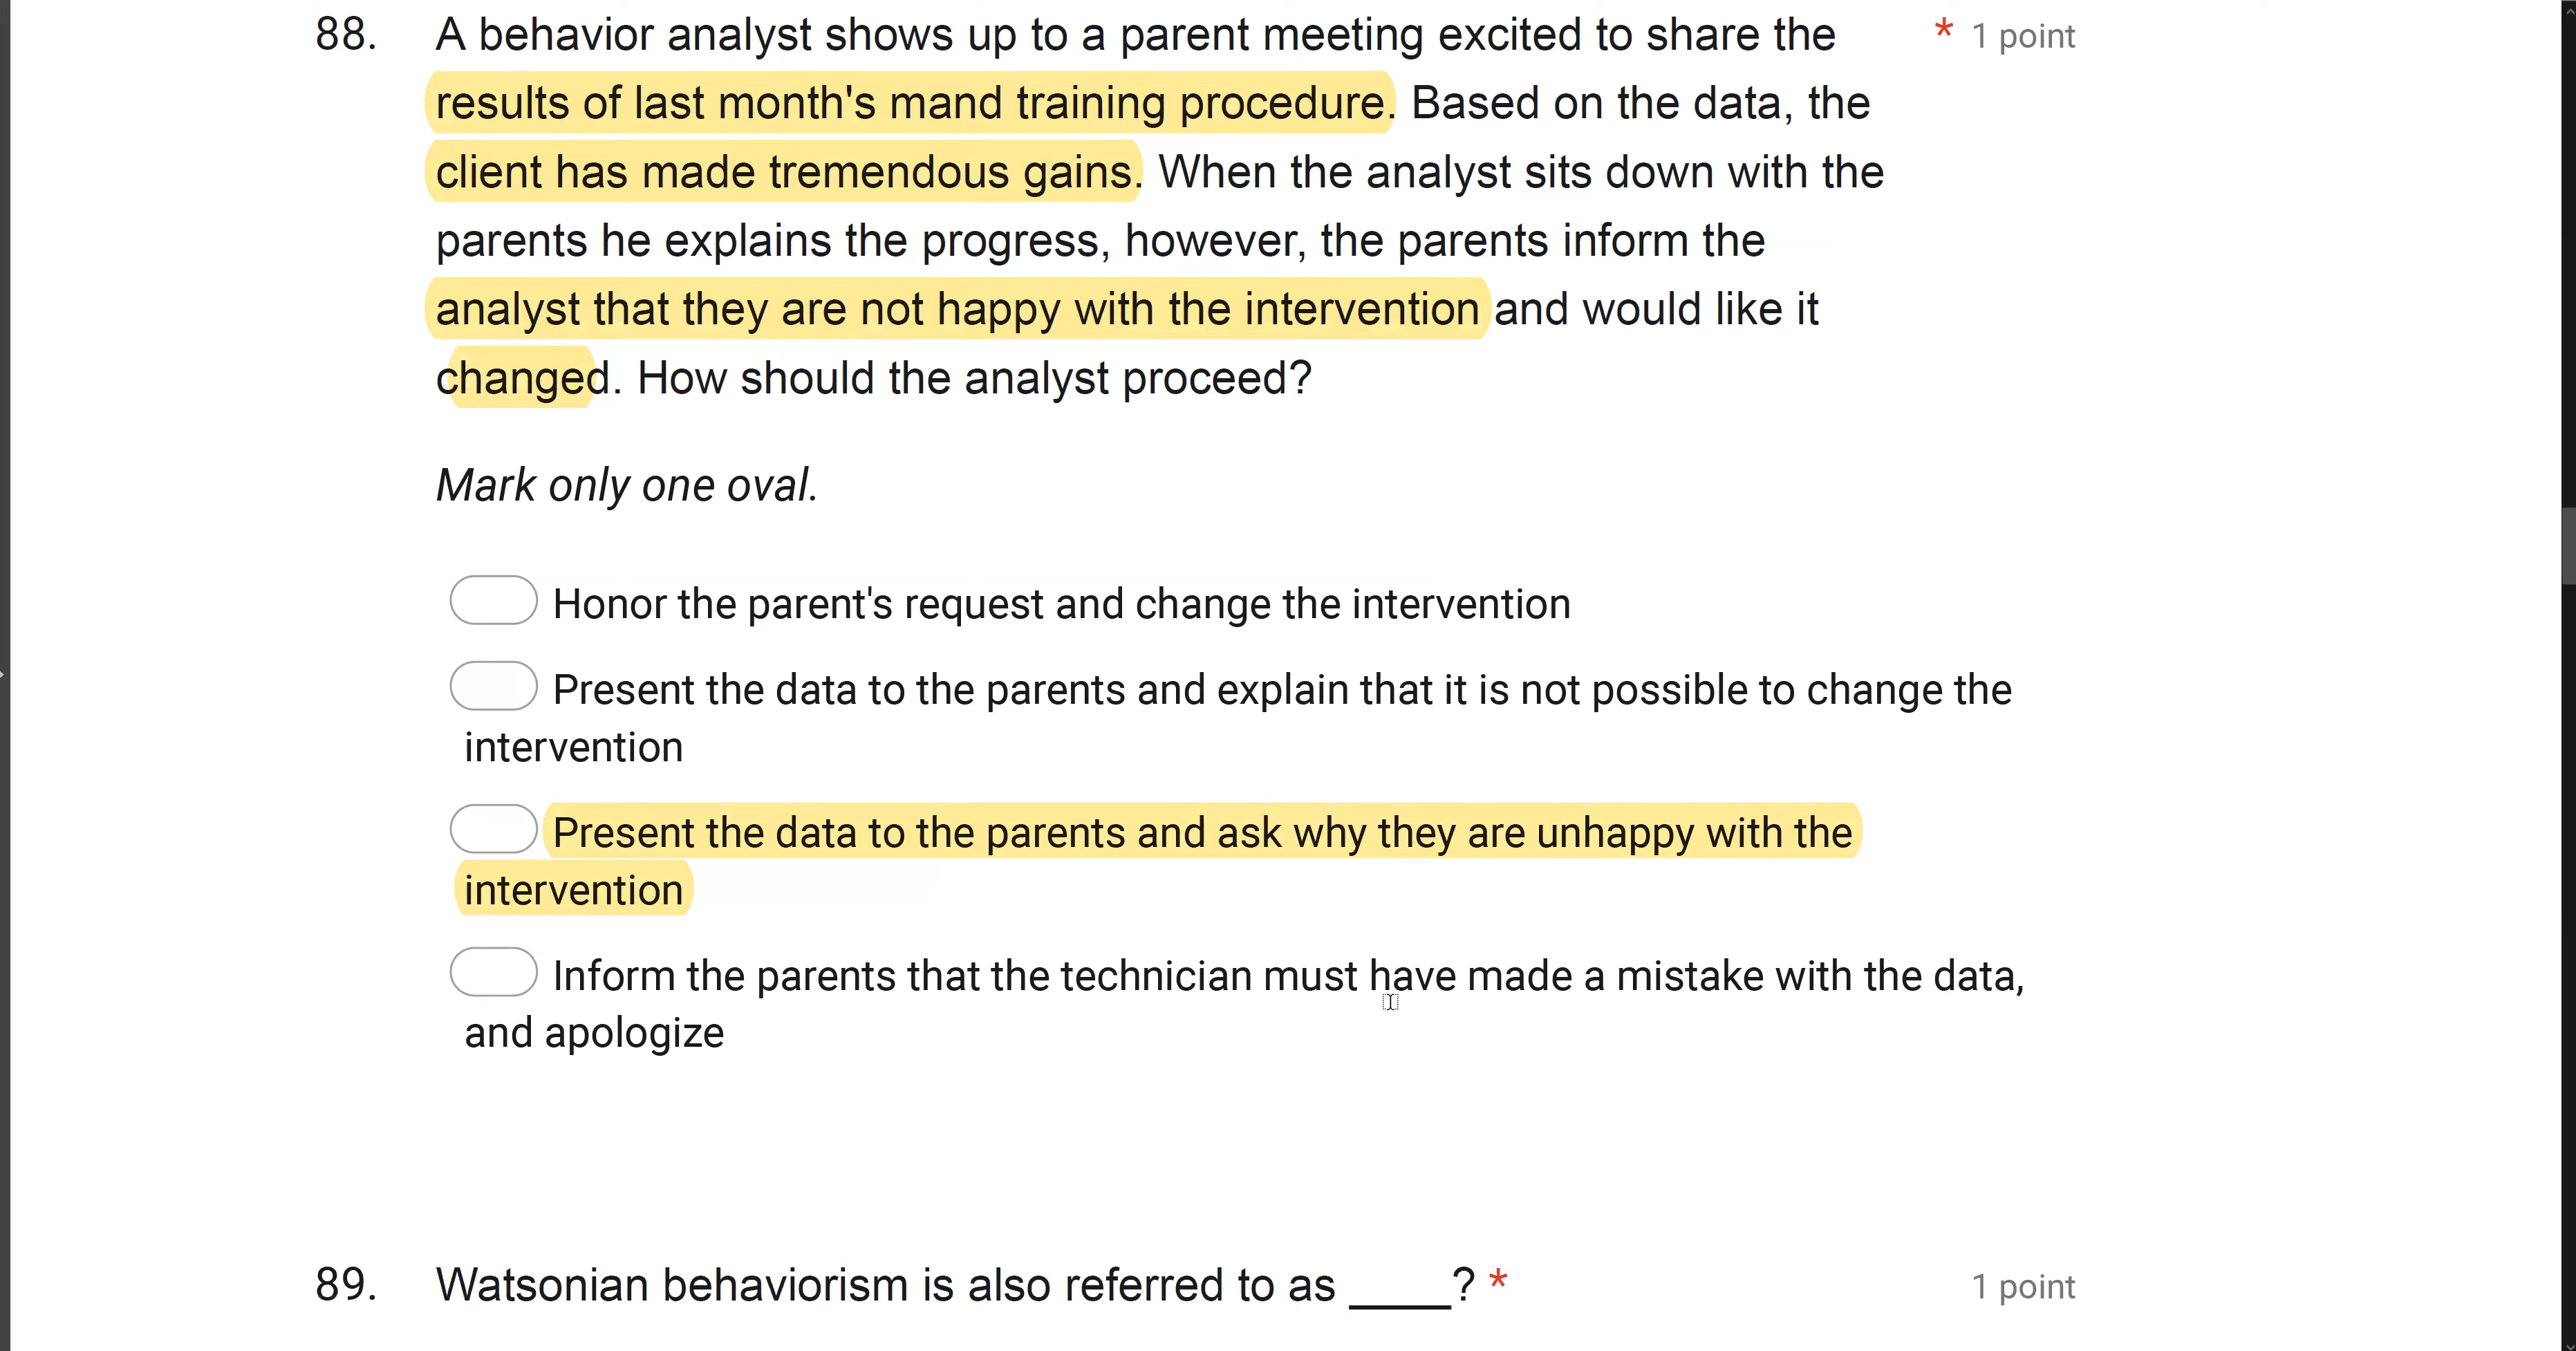 88. A behavior analyst shows up to a parent meeting excited to share the * 1 point
results of last month's mand training procedure. Based on the data, the
client has made tremendous gains. When the analyst sits down with the
parents he explains the progress, however, the parents inform the
analyst that they are not happy with the intervention and would like it
changed. How should the analyst proceed?
Mark only one oval.
Honor the parent's request and change the intervention
Present the data to the parents and explain that it is not possible to change the
intervention
Present the data to the parents and ask why they are unhappy with the
intervention
Inform the parents that the technician must have made a mistake with the data,
and apologize
89. Watsonian behaviorism is also referred to as ____? * 1 point